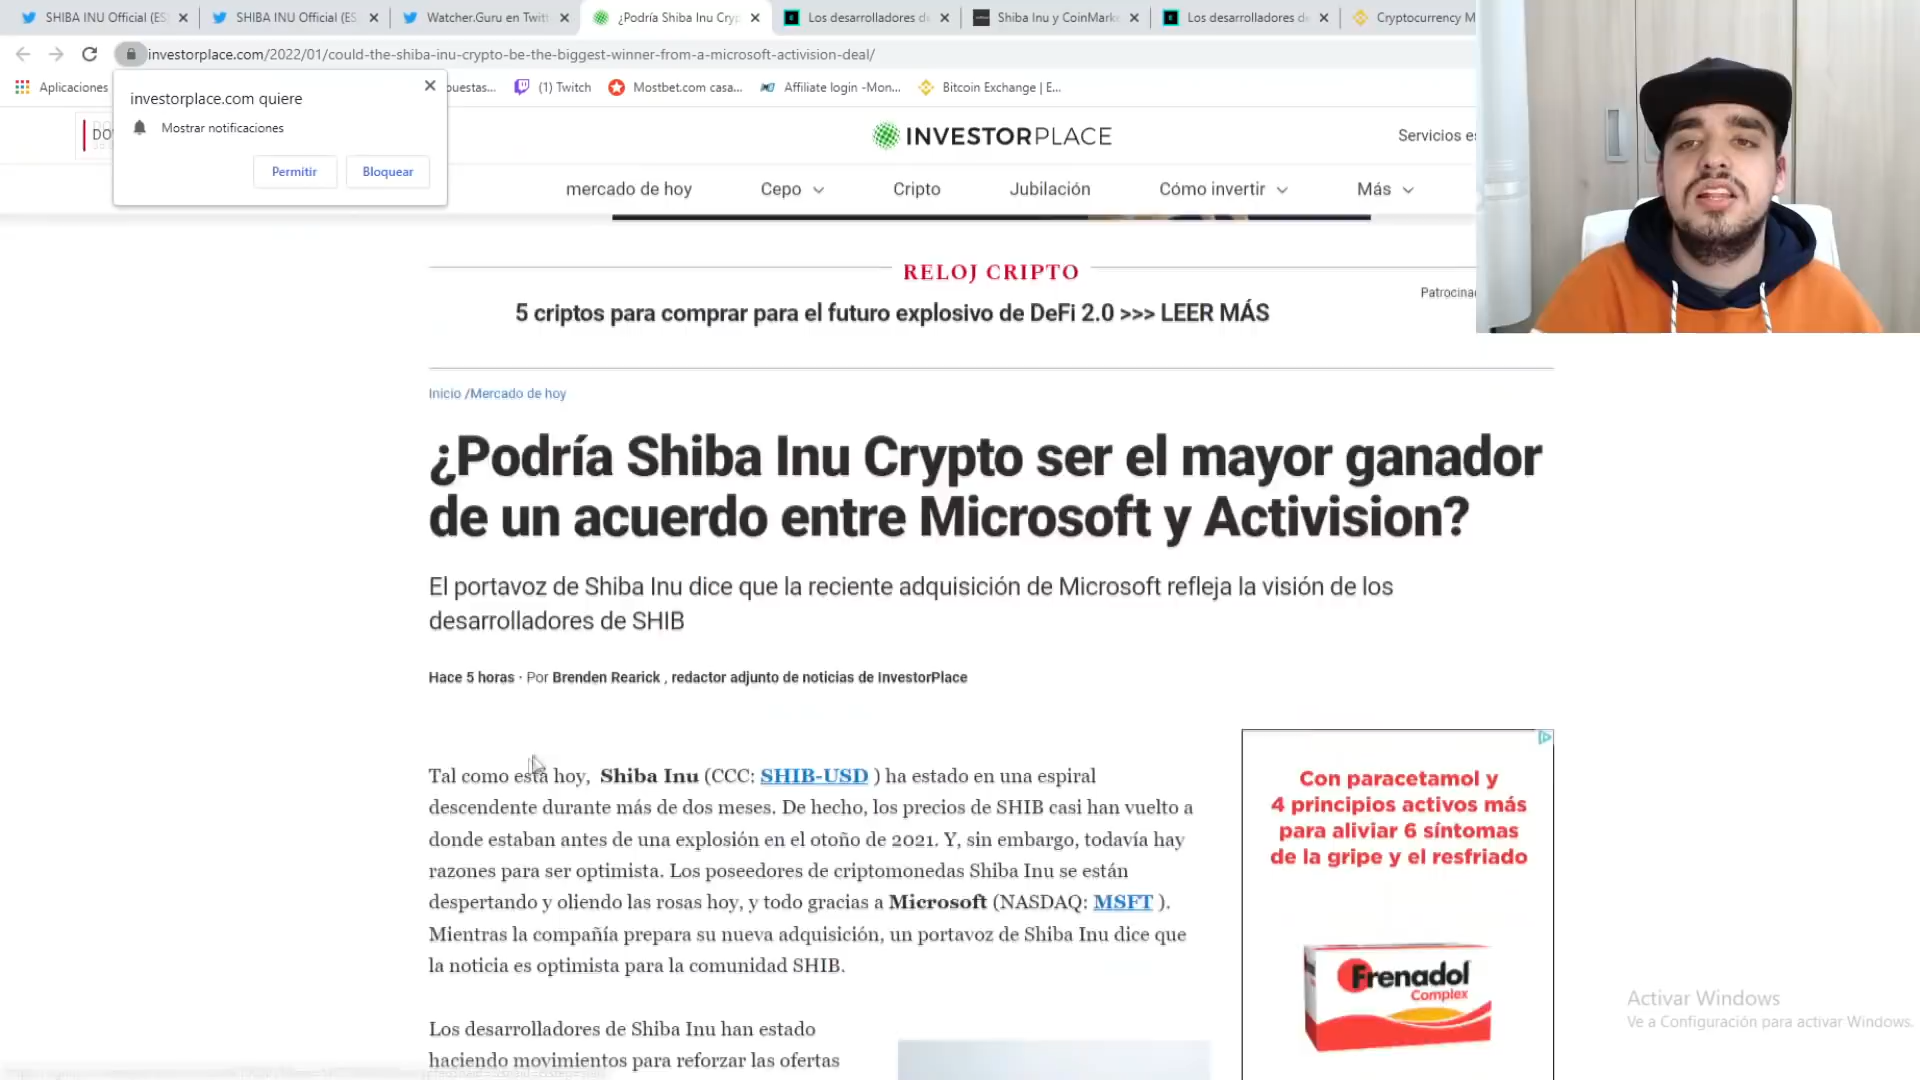 SHIBA INU Official (ES
SHIBA INU Official (ES
Watcher.Guru en Twitt
¿Podría Shiba Inu Cryp
Los desarrolladores de
Shiba Inu y CoinMark
Los desarrolladores de
Cryptocurrency M
investorplace.com/2022/01/could-the-shiba-inu-crypto-be-the-biggest-winner-from-a-microsoft-activision-deal/
Aplicaciones
puestas...
(1) Twitch
Mostbet.com casa...
Affiliate login -Mon...
Bitcoin Exchange | E...
investorplace.com quiere
Mostrar notificaciones
Permitir
Bloquear
INVESTORPLACE
Servicios es
mercado de hoy
Cepo
Cripto
Jubilación
Cómo invertir
Más
RELOJ CRIPTO
Patrocina
5 criptos para comprar para el futuro explosivo de DeFi 2.0 >>> LEER MÁS
Inicio /Mercado de hoy
¿Podría Shiba Inu Crypto ser el mayor ganador
de un acuerdo entre Microsoft y Activision?
El portavoz de Shiba Inu dice que la reciente adquisición de Microsoft refleja la visión de los
desarrolladores de SHIB
Hace 5 horas · Por Brenden Rearick , redactor adjunto de noticias de InvestorPlace
Tal como está hoy, Shiba Inu (CCC: SHIB-USD ) ha estado en una espiral
descendente durante más de dos meses. De hecho, los precios de SHIB casi han vuelto a
donde estaban antes de una explosión en el otoño de 2021. Y, sin embargo, todavía hay
razones para ser optimista. Los poseedores de criptomonedas Shiba Inu se están
despertando y oliendo las rosas hoy, y todo gracias a Microsoft (NASDAQ: MSFT ).
Mientras la compañía prepara su nueva adquisición, un portavoz de Shiba Inu dice que
la noticia es optimista para la comunidad SHIB.
Los desarrolladores de Shiba Inu han estado
haciendo movimientos para reforzar las ofertas
Con paracetamol y
4 principios activos más
para aliviar 6 síntomas
de la gripe y el resfriado
Frenadol
Complex
Activar Windows
Ve a Configuración para activar Windows.